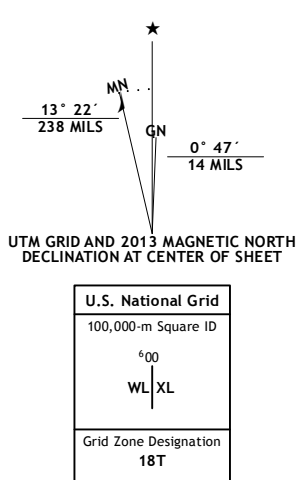 ★
MN
13° 22´
238 MILS
GN
0° 47´
14 MILS
UTM GRID AND 2013 MAGNETIC NORTH
DECLINATION AT CENTER OF SHEET
U.S. National Grid
100,000-m Square ID
⁶00
WL XL
Grid Zone Designation
18T